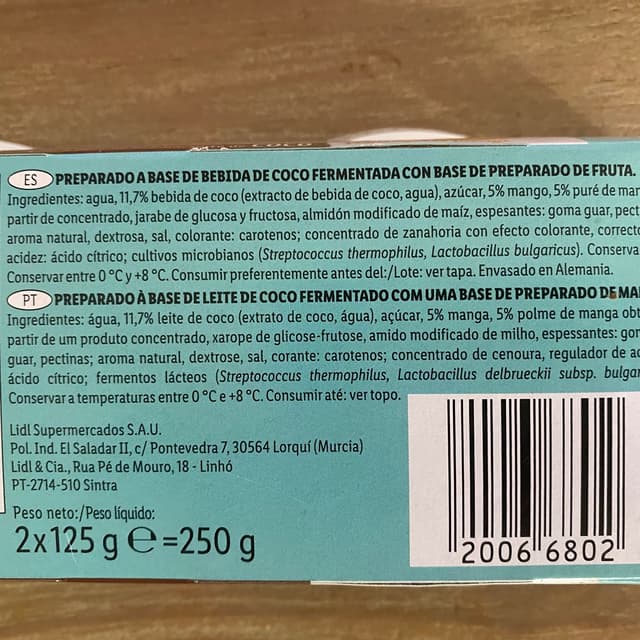 ES PREPARADO A BASE DE BEBIDA DE COCO FERMENTADA CON BASE DE PREPARADO DE FRUTA.
Ingredientes: agua, 11,7% bebida de coco (extracto de bebida de coco, agua), azúcar, 5% mango, 5% puré de
partir de concentrado, jarabe de glucosa y fructosa, almidón modificado de maíz, espesantes: goma guar,
aroma natural, dextrosa, sal, colorante: carotenos; concentrado de zanahoria con efecto colorante,
acidez: ácido cítrico; cultivos microbianos (Streptococcus thermophilus, Lactobacillus bulgaricus).
Conservar entre 0 °C y +8 °C. Consumir preferentemente antes del:/Lote: ver tapa. Envasado en Alemania.
PT PREPARADO À BASE DE LEITE DE COCO FERMENTADO COM UMA BASE DE PREPARADO DE
Ingredientes: água, 11,7% leite de coco (extrato de coco, água), açúcar, 5% manga, 5% polme de manga
partir de um produto concentrado, xarope de glicose-frutose, amido modificado de milho, espessantes:
guar, pectinas; aroma natural, dextrose, sal, corante: carotenos; concentrado de cenoura, regulador de
ácido cítrico; fermentos lácteos (Streptococcus thermophilus, Lactobacillus delbrueckii subsp.
Conservar a temperaturas entre 0 °C e +8 °C. Consumir até: ver topo.
Lidl Supermercados S.A.U.
Pol. Ind. El Saladar II, c/ Pontevedra 7, 30564 Lorquí (Murcia)
Lidl & Cia., Rua Pé de Mouro, 18 - Linhó
PT-2714-510 Sintra
Peso neto:/Peso líquido:
2x125 g ℮ =250 g
2006 6802